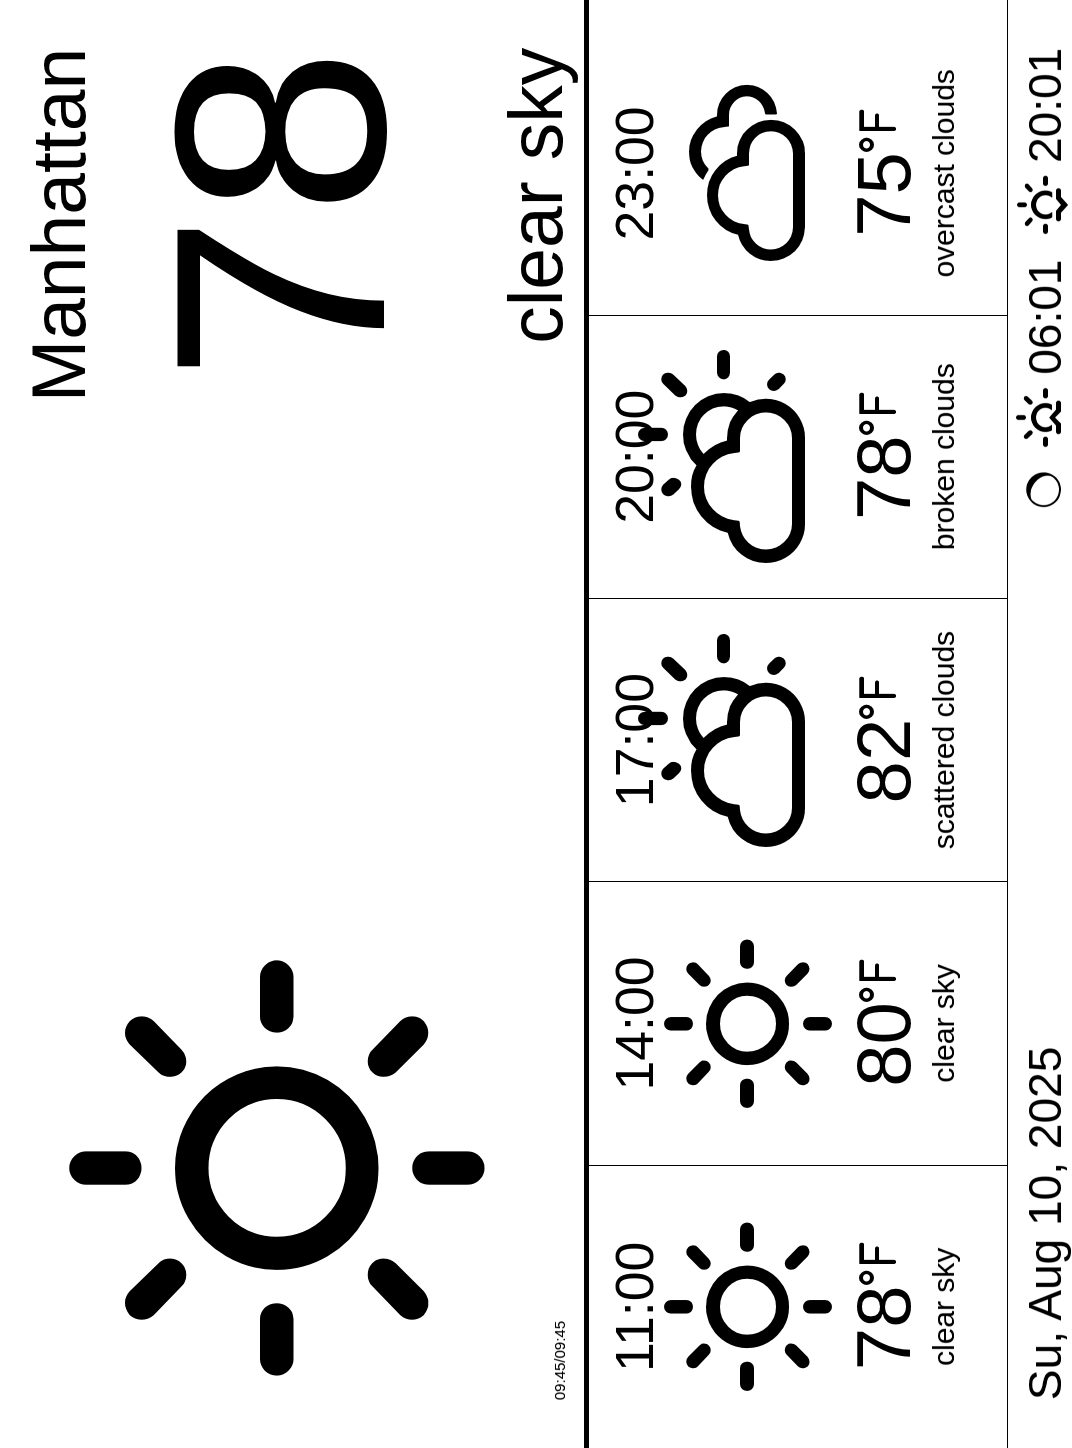 Manhattan
78
clear sky
09:45/09:45
11:00
78°F
clear sky
14:00
80°F
clear sky
17:00
82°F
scattered clouds
20:00
78°F
broken clouds
23:00
75°F
overcast clouds
Su, Aug 10, 2025
06:01
20:01